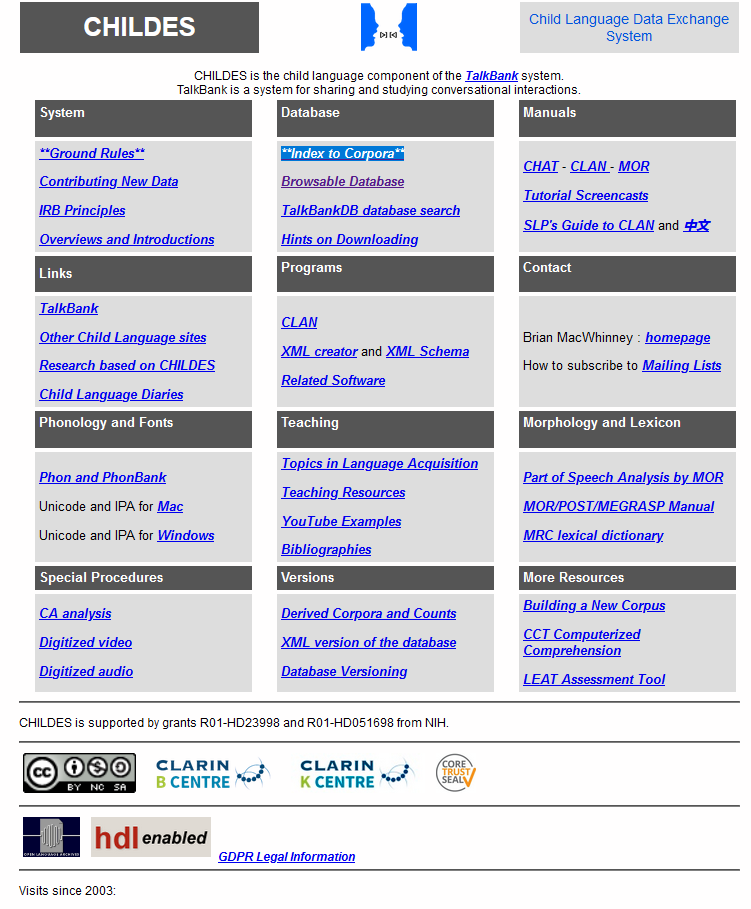 CHILDES
Child Language Data Exchange
System
CHILDES is the child language component of the TalkBank system.
TalkBank is a system for sharing and studying conversational interactions.
System
**Ground Rules**
Contributing New Data
IRB Principles
Overviews and Introductions
Database
**Index to Corpora**
Browsable Database
TalkBankDB database search
Hints on Downloading
Manuals
CHAT - CLAN - MOR
Tutorial Screencasts
SLP's Guide to CLAN and 中文
Links
TalkBank
Other Child Language sites
Research based on CHILDES
Child Language Diaries
Programs
CLAN
XML creator and XML Schema
Related Software
Contact
Brian MacWhinney : homepage
How to subscribe to Mailing Lists
Phonology and Fonts
Phon and PhonBank
Unicode and IPA for Mac
Unicode and IPA for Windows
Teaching
Topics in Language Acquisition
Teaching Resources
YouTube Examples
Bibliographies
Morphology and Lexicon
Part of Speech Analysis by MOR
MOR/POST/MEGRASP Manual
MRC lexical dictionary
Special Procedures
CA analysis
Digitized video
Digitized audio
Versions
Derived Corpora and Counts
XML version of the database
Database Versioning
More Resources
Building a New Corpus
CCT Computerized
Comprehension
LEAT Assessment Tool
CHILDES is supported by grants R01-HD23998 and R01-HD051698 from NIH.
cc
BY NC SA
CLARIN
B CENTRE
CLARIN
K CENTRE
CORE
TRUST
SEAL
OPEN LANGUAGE ARCHIVES
hdl enabled
GDPR Legal Information
Visits since 2003: